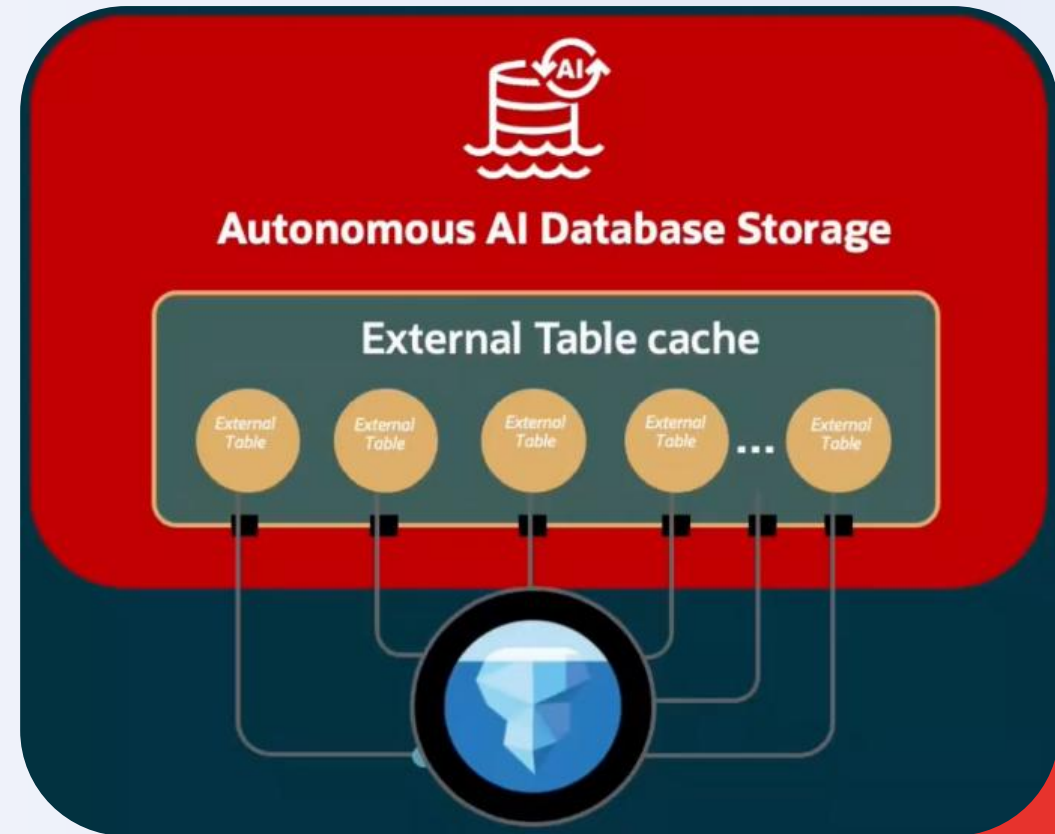 AI
Autonomous AI Database Storage
External Table cache
External
Table
External
Table
External
Table
External
Table
...
External
Table